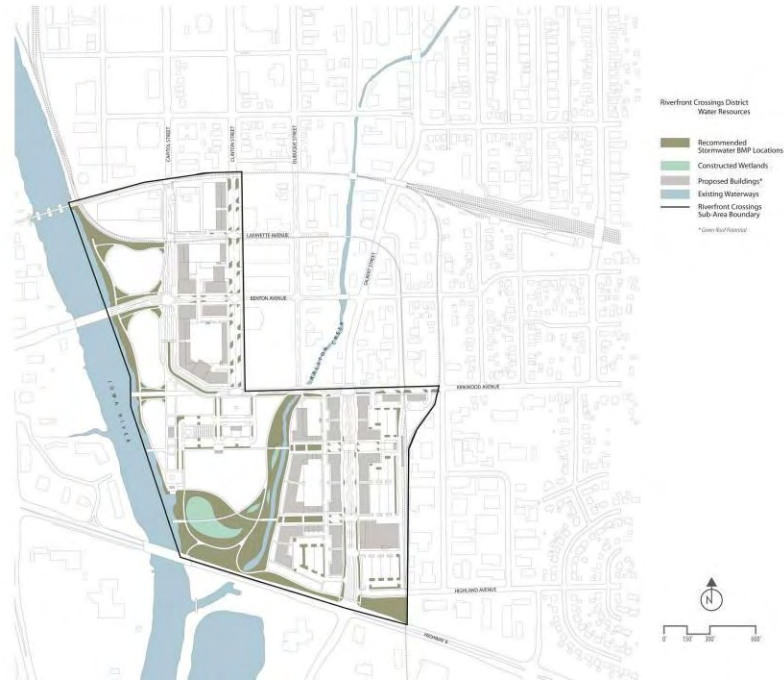 Riverfront Crossings District
Water Resources
Recommended
Stormwater BMP Locations
Constructed Wetlands
Proposed Buildings*
Existing Waterways
Riverfront Crossings
Sub-Area Boundary
*Green Roof Potential
CAPITOL STREET
CLINTON STREET
DUBUQUE STREET
LAFAYETTE AVENUE
GILBERT STREET
BENTON AVENUE
RALSTON CREEK
IOWA RIVER
KIRKWOOD AVENUE
HIGHLAND AVENUE
HIGHWAY 6
N
0' 150' 300' 600'